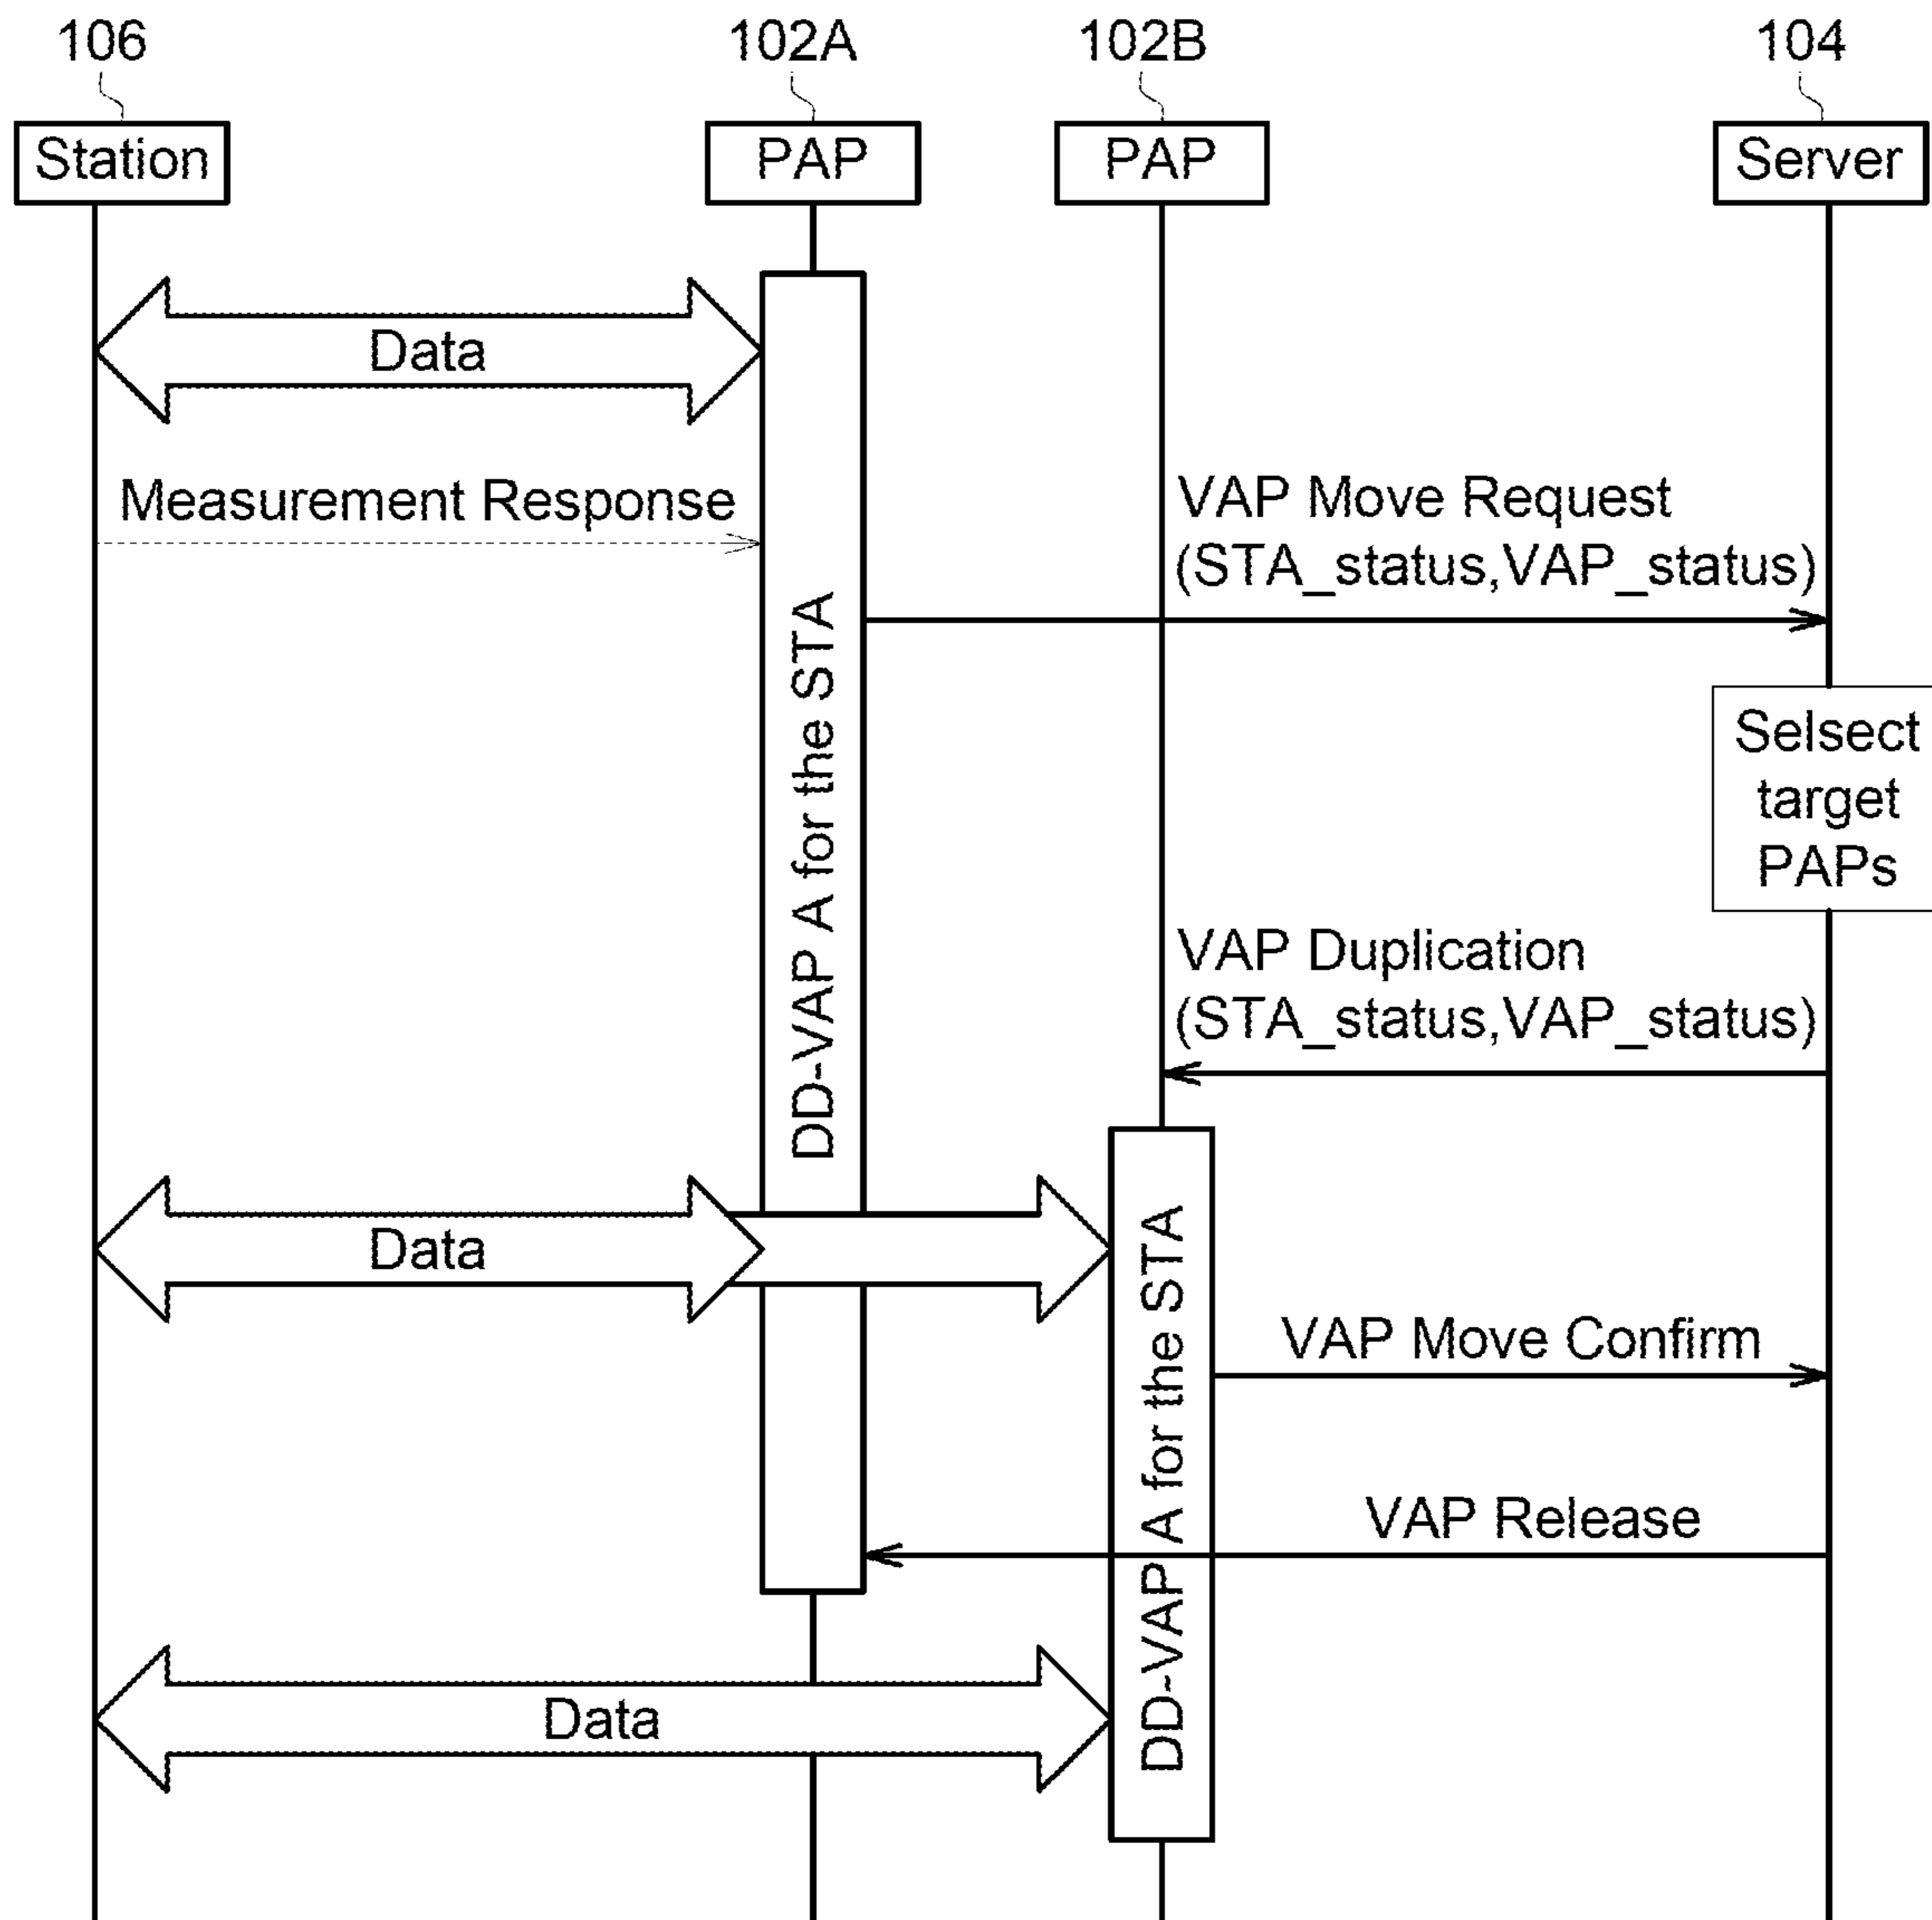 106
102A
102B
104
Station
PAP
PAP
Server
Data
Measurement Response
VAP Move Request
(STA_status,VAP_status)
DD-VAP A for the STA
Selsect
target
PAPs
VAP Duplication
(STA_status,VAP_status)
Data
DD-VAP A for the STA
VAP Move Confirm
VAP Release
Data